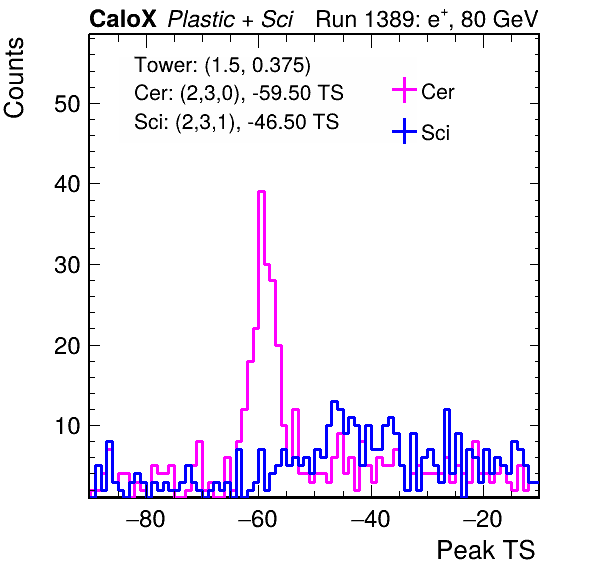 CaloX Plastic + Sci Run 1389: e+, 80 GeV
Tower: (1.5, 0.375)
Cer: (2,3,0), -59.50 TS
Sci: (2,3,1), -46.50 TS
Cer
Sci
Counts
50
40
30
20
10
−80 −60 −40 −20
Peak TS